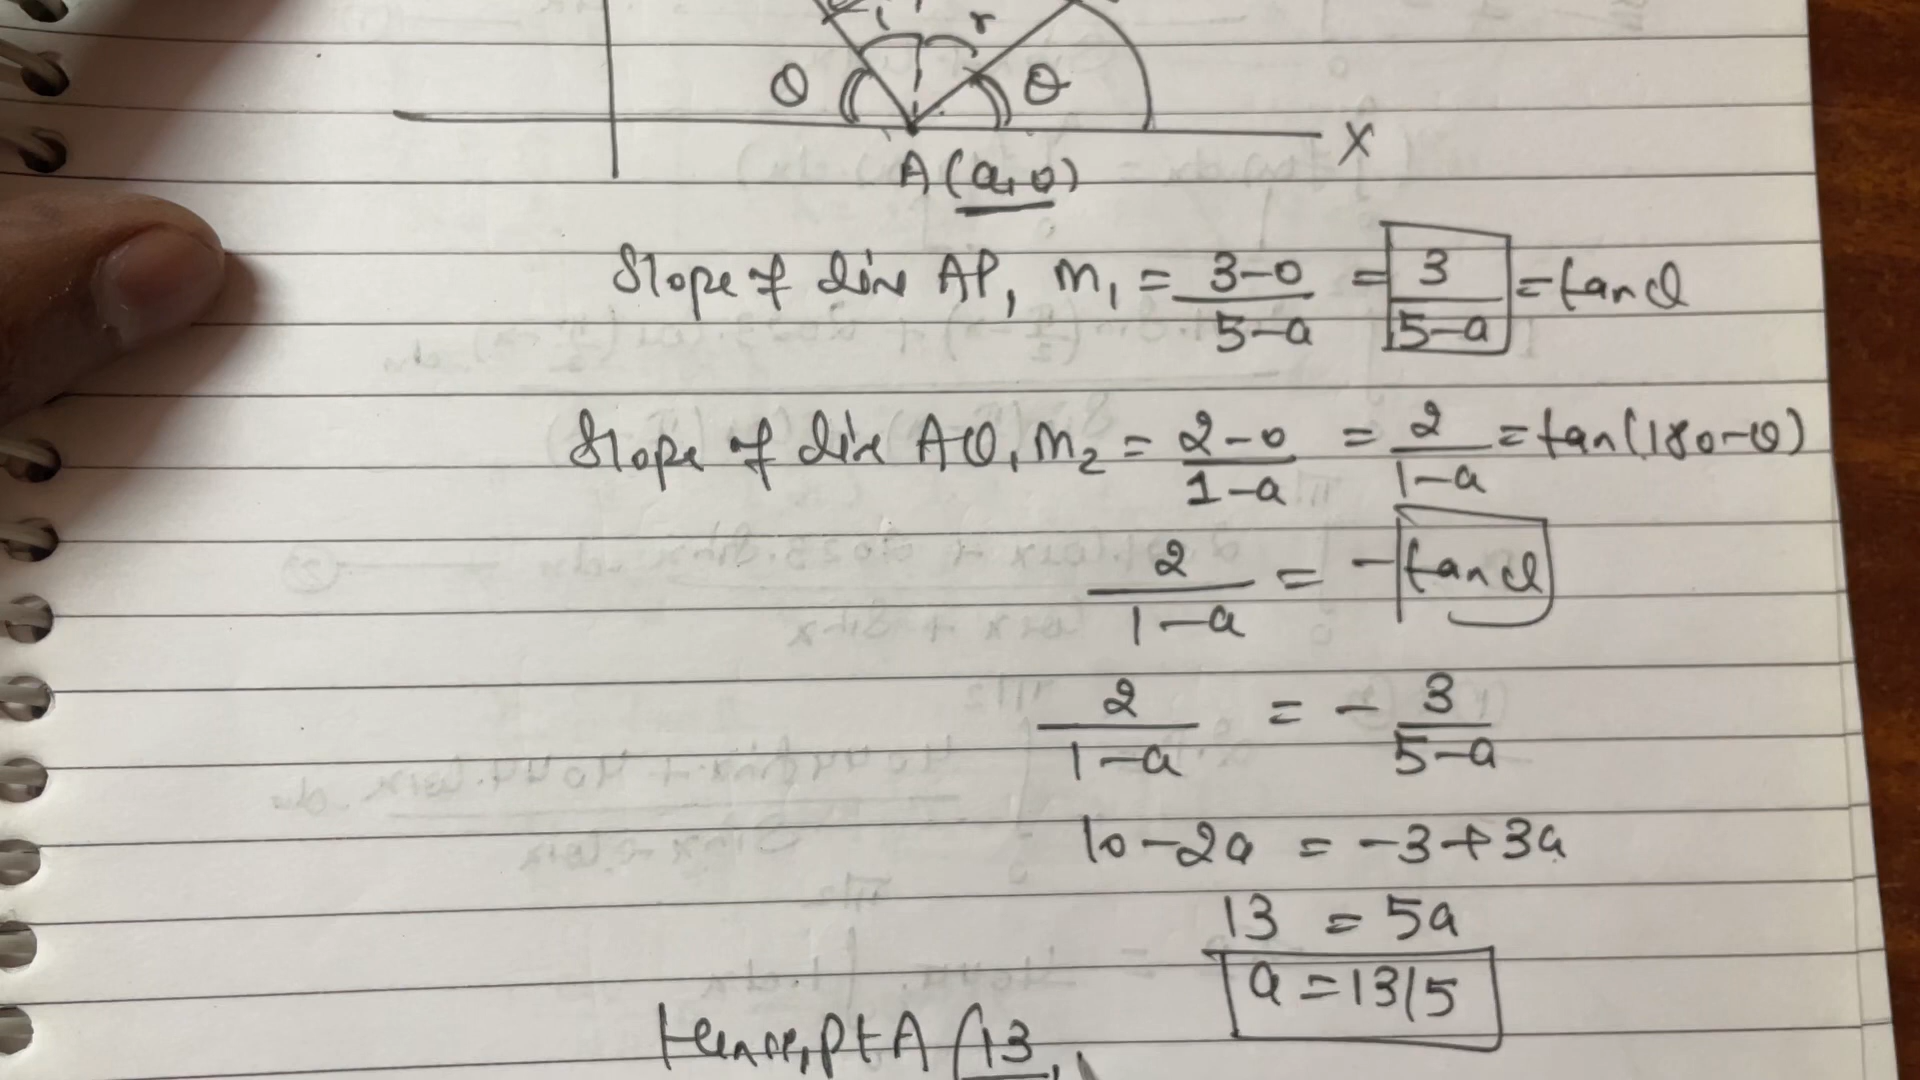 i r
θ θ
X
A (a, 0)
Slope of line AP, m₁ = 3-0/5-a = 3/5-a = tanθ
Slope of line AQ, m₂ = 2-0/1-a = 2/1-a = tan(180-θ)
2/1-a = -tanθ
2/1-a = -3/5-a
10-2a = -3+3a
13 = 5a
a = 13/5
Hence, pt A (13,